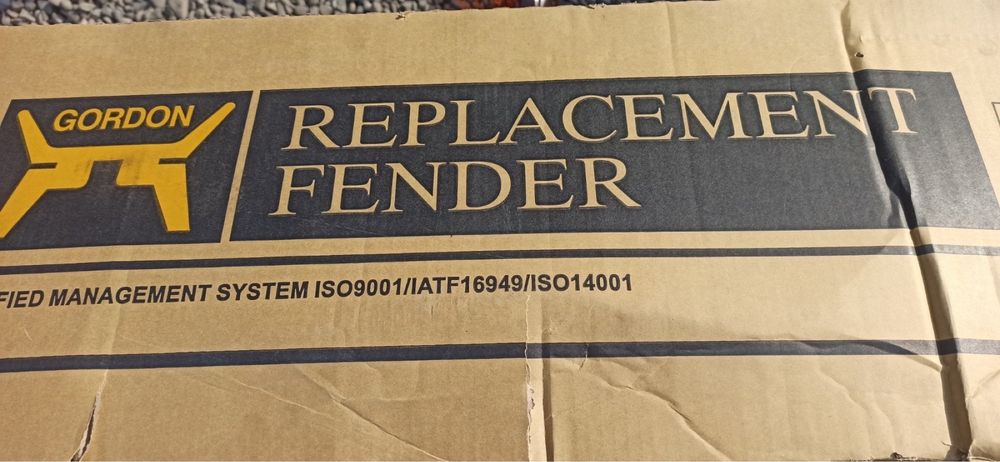 GORDON
REPLACEMENT
FENDER
FIED MANAGEMENT SYSTEM ISO9001/IATF16949/ISO14001